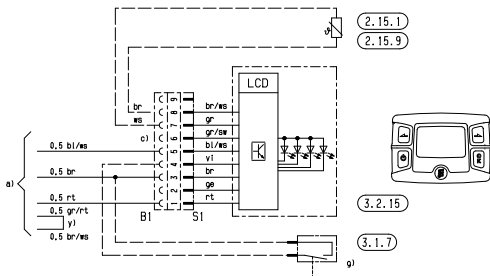 2.15.1
2.15.9
LCD
br
ws
9
8
7
6
5
4
3
2
1
br/ws
gr
gr/sw
bl/ws
vi
br
ge
rt
c)
a)
0,5 bl/ws
0,5 br
0,5 rt
0,5 gr/rt
y)
0,5 br/ws
B1
S1
3.2.15
3.1.7
g)